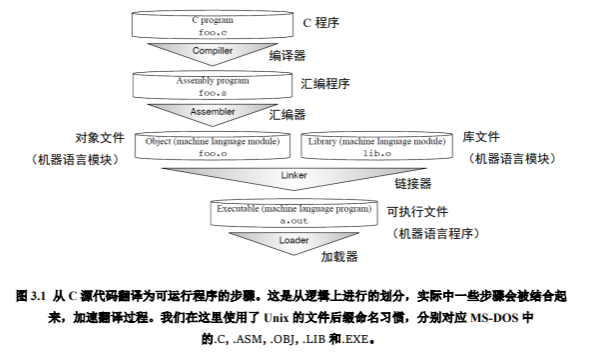 C program
foo.c
C 程序
Compiller
编译器
Assembly program
foo.s
汇编程序
Assembler
汇编器
对象文件
（机器语言模块）
Object (machine language module)
foo.o
Library (machine language module)
lib.o
库文件
（机器语言模块）
Linker
链接器
Executable (machine language program)
a.out
可执行文件
（机器语言程序）
Loader
加载器
图 3.1 从 C 源代码翻译为可运行程序的步骤。这是从逻辑上进行的划分，实际中一些步骤会被结合起
来，加速翻译过程。我们在这里使用了 Unix 的文件后缀命名习惯，分别对应 MS-DOS 中
的.C, .ASM, .OBJ, .LIB 和.EXE。